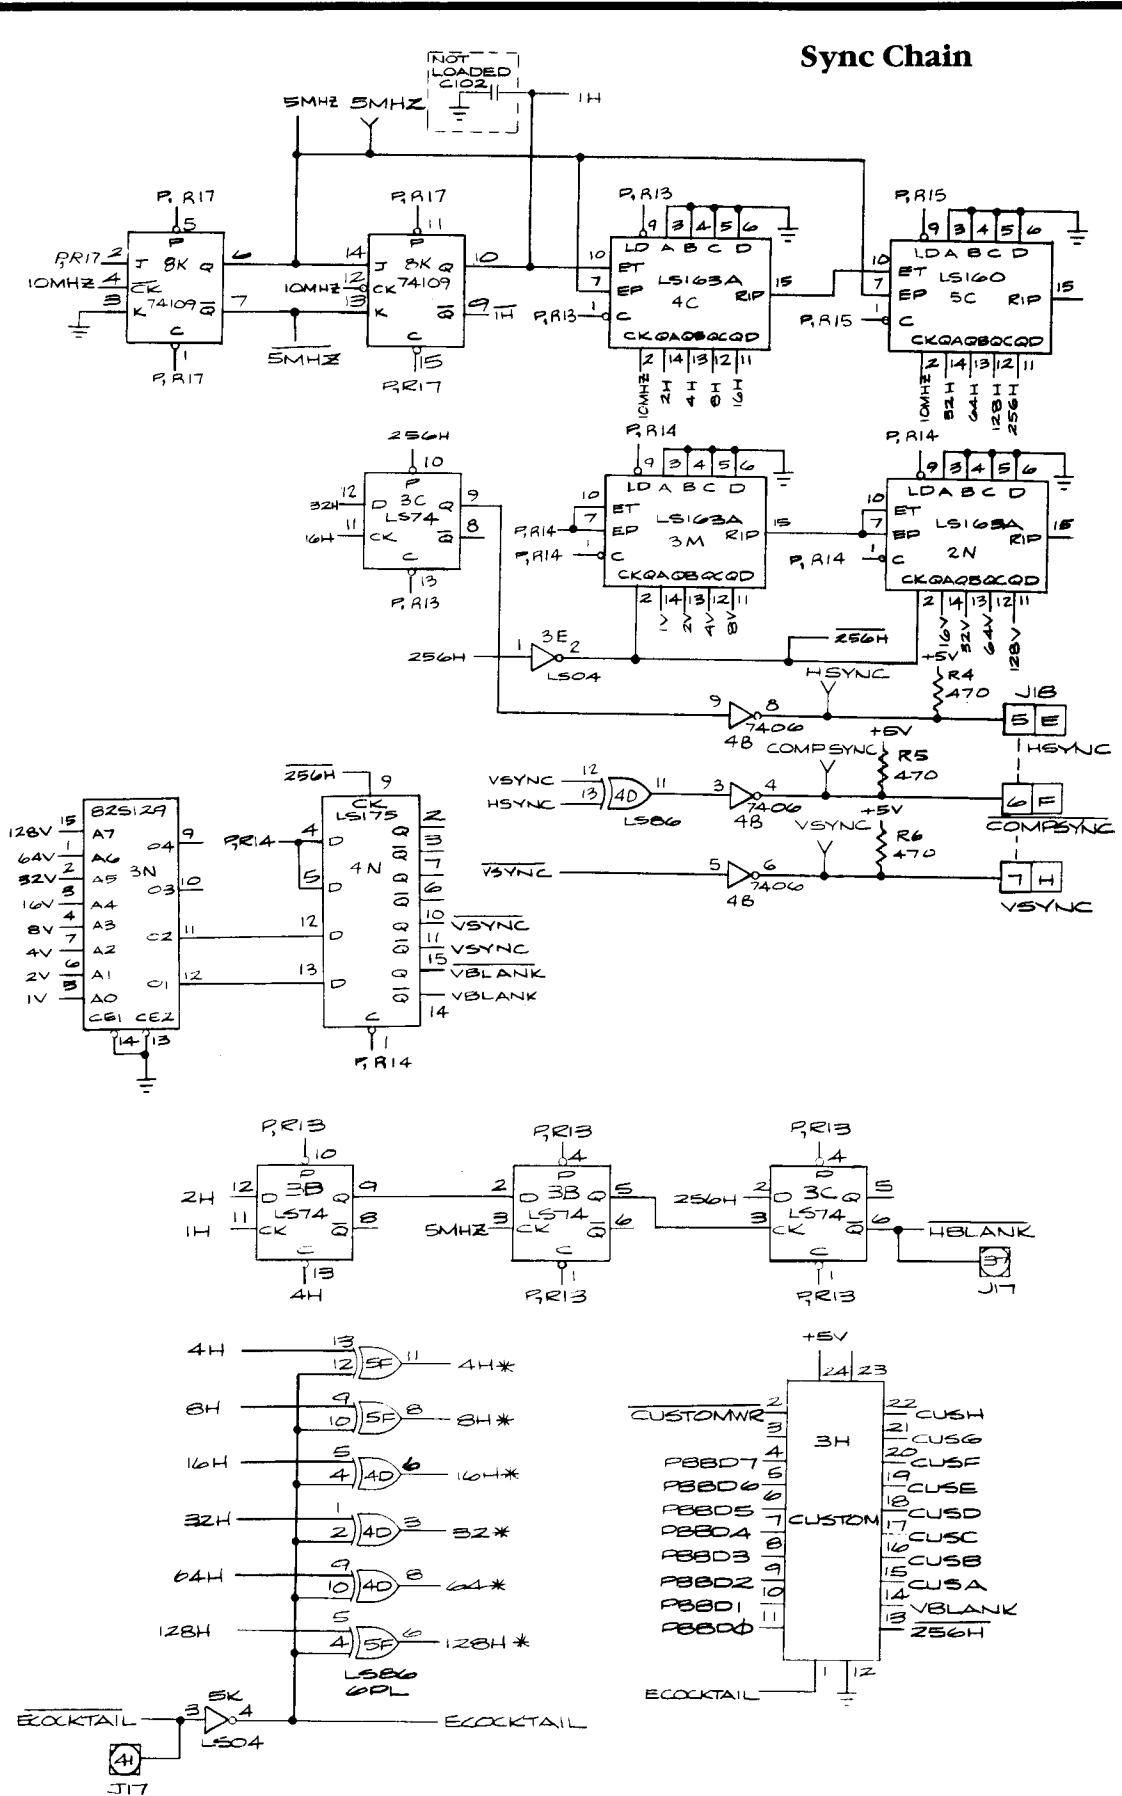 Sync Chain
NOT
LOADED
C102
5MHZ 5MHZ
1H
P,R17
P,R17
P,R13
P,R15
5
11
9 3 4 5 6
9 3 4 5 6
P,R17 2 J P 8K Q 6
10MHZ 4 CK 74109
3 K Q 7
C
1
P,R17
5MHZ
14 J P 8K Q 10
10MHZ 12 CK 74109
13 K Q 9 1H
C
15
P,R17
LD A B C D
10 ET LS163A
7 EP 4C RIP 15
P,R13 1 C
CK QA QB QC QD
2 14 13 12 11
10MHZ 2H 4H 8H 16H
LD A B C D
10 ET LS160
7 EP 5C RIP 15
P,R15 1 C
CK QA QB QC QD
2 14 13 12 11
10MHZ 32H 64H 128H 256H
256H
10
P
32H 12 D 3C Q 9
LS74
16H 11 CK Q 8
C
13
P,R13
P,R14
9 3 4 5 6
LD A B C D
10 ET LS163A
P,R14 7 EP 3M RIP 15
P,R14 1 C
CK QA QB QC QD
2 14 13 12 11
1V 2V 4V 8V
P,R14
9 3 4 5 6
LD A B C D
10 ET LS163A
7 EP 2N RIP 15
P,R14 1 C
CK QA QB QC QD
2 14 13 12 11
16V 32V 64V 128V
256H 1 3E 2
LS04
256H
HSYNC
+5V
R4
470
J18
9 8
7406
4B
5 E
HSYNC
COMPSYNC
+5V
R5
470
VSYNC 12
HSYNC 13 4D 11
LS86
3 4
7406
4B
6 F
COMPSYNC
VSYNC
+5V
R6
470
VSYNC 5 6
7406
4B
7 H
VSYNC
82S129
3N
128V 15 A7 O4 9
64V 1 A6
32V 2 A5 O3 10
16V 3 A4
8V 4 A3 O2 11
4V 7 A2
2V 6 A1 O1 12
1V 5 A0
CE1 CE2
14 13
256H 9
CK
LS175
4N
P,R14 4 D Q 2
Q 3
5 D Q 7
Q 6
12 D Q 10 VSYNC
Q 11 VSYNC
13 D Q 15 VBLANK
Q 14 VBLANK
C
1
P,R14
P,R13
10
P
2H 12 D 3B Q 9
LS74
1H 11 CK Q 8
C
13
4H
P,R13
4
P
2 D 3B Q 5
LS74
5MHZ 3 CK Q 6
C
1
P,R13
P,R13
4
P
256H 2 D 3C Q 5
LS74
3 CK Q 6 HBLANK
C
1
P,R13
J17
4H 13
12 5F 11 4H*
8H 9
10 5F 8 8H*
16H 5
4 4D 6 16H*
32H 1
2 4D 3 32*
64H 9
10 4D 8 64*
128H 5
4 5F 6 128H*
LS86
6PL
ECOCKTAIL 3 5K 4 ECOCKTAIL
LS04
J17
+5V
24 23
3H
CUSTOM
CUSTOMWR 2 22 CUSH
3 21 CUSG
PBBD7 4 20 CUSF
PBBD6 5 19 CUSE
PBBD5 6 18 CUSD
PBBD4 7 17 CUSC
PBBD3 8 16 CUSB
PBBD2 9 15 CUSA
PBBD1 10 14 VBLANK
PBBD0 11 13 256H
1 12
ECOCKTAIL